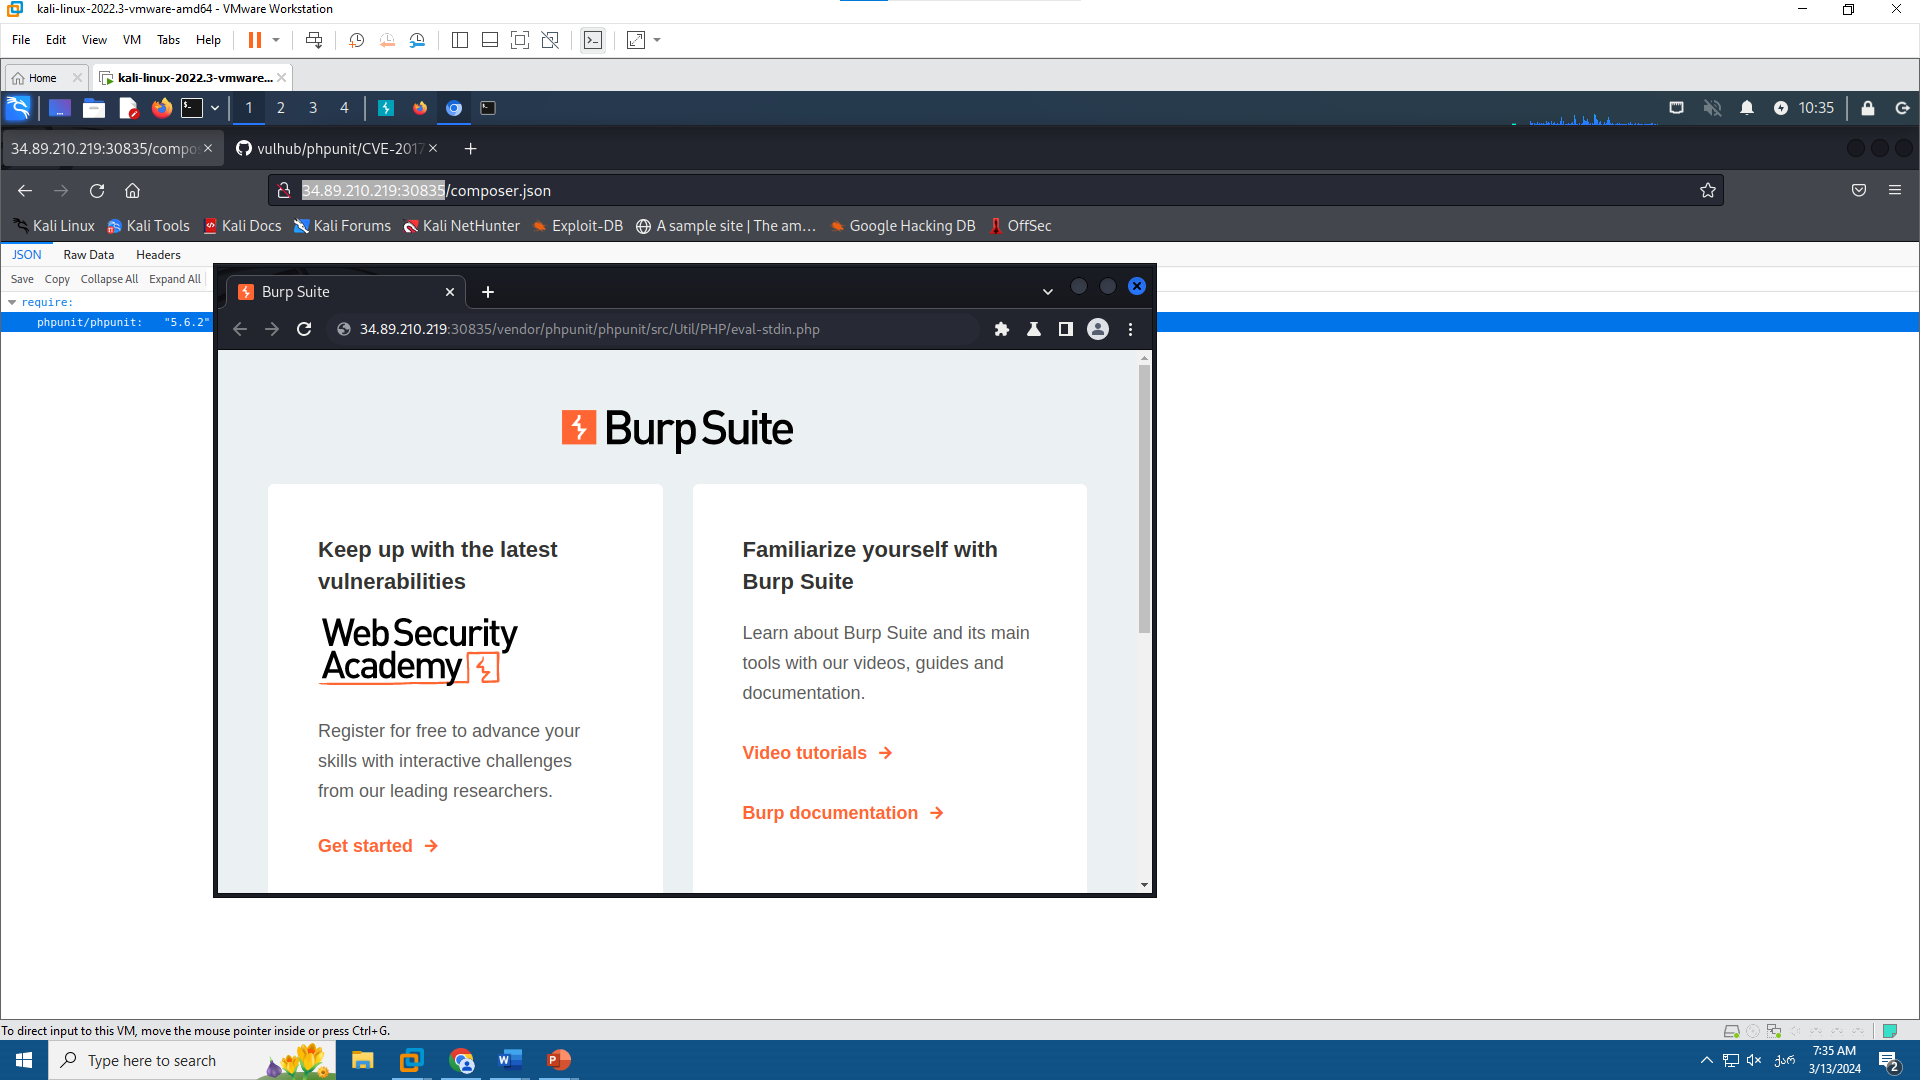 kali-linux-2022.3-vmware-amd64 - VMware Workstation
File Edit View VM Tabs Help
Home kali-linux-2022.3-vmware...
1 2 3 4 10:35
34.89.210.219:30835/compo vulhub/phpunit/CVE-2017
34.89.210.219:30835/composer.json
Kali Linux Kali Tools Kali Docs Kali Forums Kali NetHunter Exploit-DB A sample site | The am... Google Hacking DB OffSec
JSON Raw Data Headers
Save Copy Collapse All Expand All
require:
phpunit/phpunit: "5.6.2"
Burp Suite
34.89.210.219:30835/vendor/phpunit/phpunit/src/Util/PHP/eval-stdin.php
Burp Suite
Keep up with the latest
vulnerabilities
Web Security
Academy
Register for free to advance your
skills with interactive challenges
from our leading researchers.
Get started
Familiarize yourself with
Burp Suite
Learn about Burp Suite and its main
tools with our videos, guides and
documentation.
Video tutorials
Burp documentation
To direct input to this VM, move the mouse pointer inside or press Ctrl+G.
Type here to search
ქარ
7:35 AM
3/13/2024
2